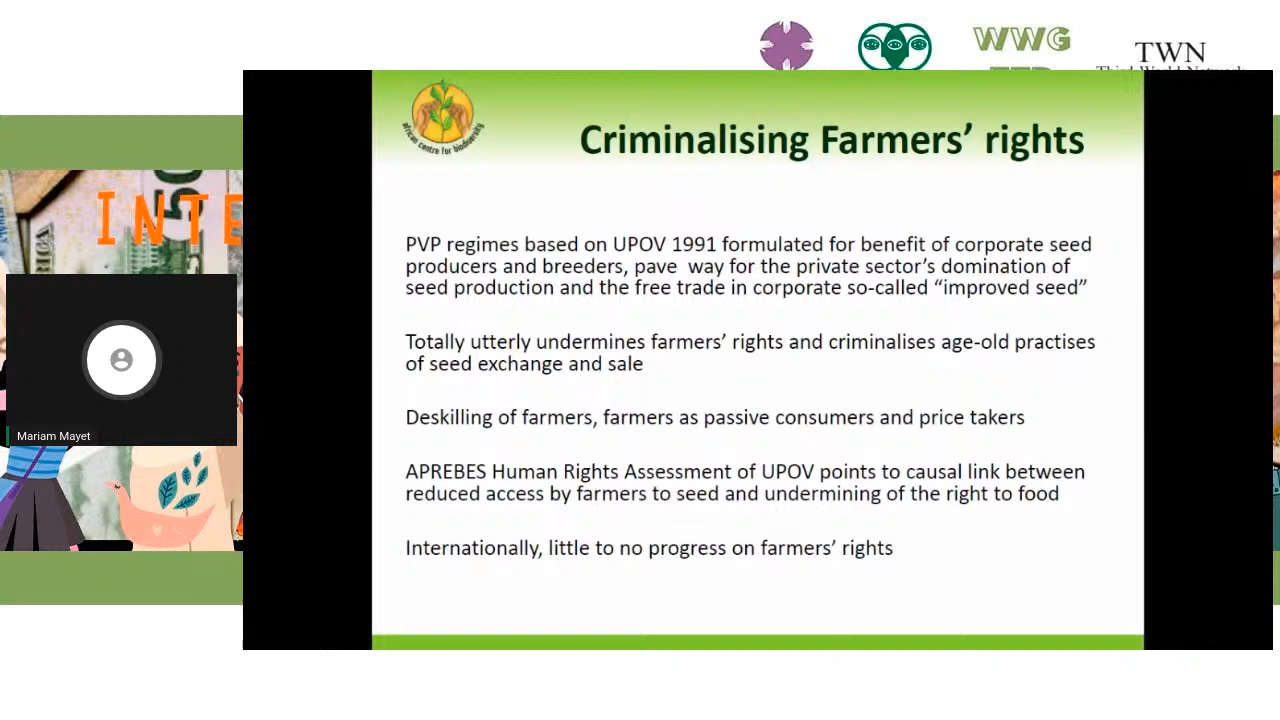 WWG
TWN
Third World Network
african centre for biodiversity
Criminalising Farmers’ rights
50
INTE
PVP regimes based on UPOV 1991 formulated for benefit of corporate seed
producers and breeders, pave way for the private sector’s domination of
seed production and the free trade in corporate so-called “improved seed”
Totally utterly undermines farmers’ rights and criminalises age-old practises
of seed exchange and sale
Deskilling of farmers, farmers as passive consumers and price takers
Mariam Mayet
APREBES Human Rights Assessment of UPOV points to causal link between
reduced access by farmers to seed and undermining of the right to food
Internationally, little to no progress on farmers’ rights